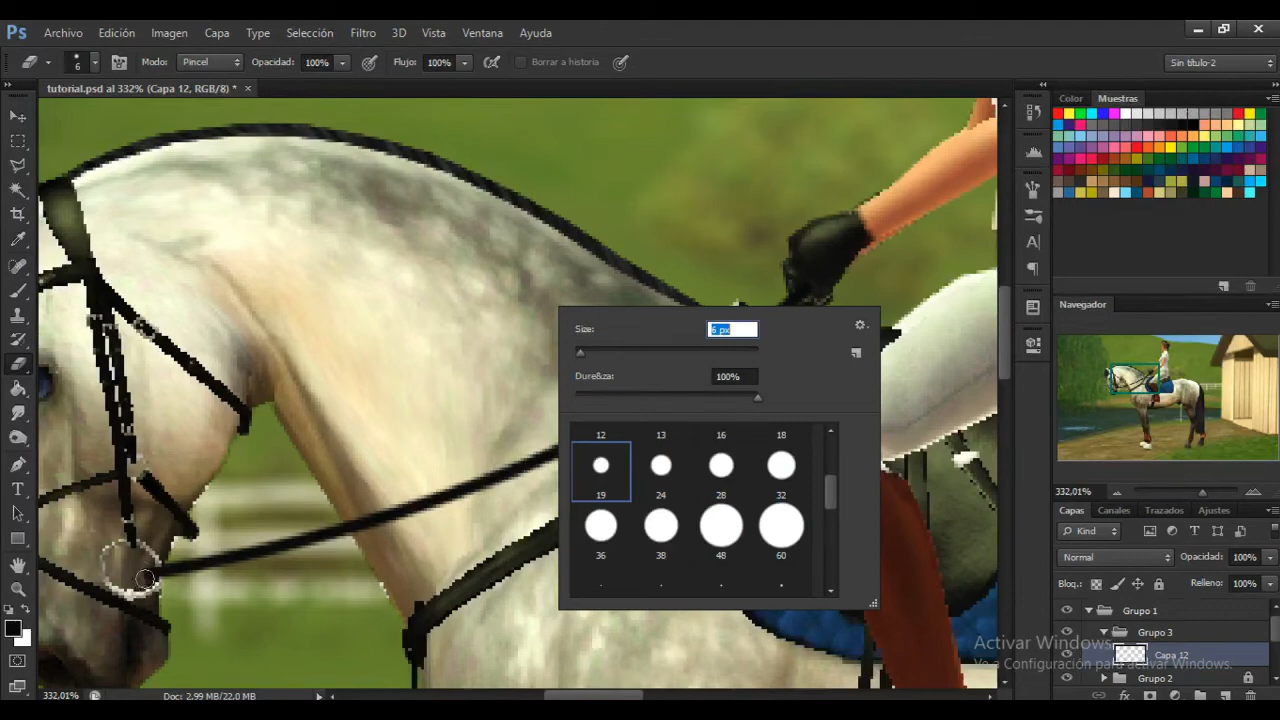 Ps Archivo Edición Imagen Capa Type Selección Filtro 3D Vista Ventana Ayuda
6 Modo: Pincel Opacidad: 100% Flujo: 100% Borrar a historia Sin título-2
tutorial.psd al 332% (Capa 12, RGB/8) * ×
Color Muestras
Size: 6 px
Dure&za: 100%
12 13 16 18
19 24 28 32
36 38 48 60
Navegador
332,01%
Capas Canales Trazados Ajustes
Kind
Normal Opacidad: 100%
Bloq.: Relleno: 100%
Grupo 1
Grupo 3
Capa 12
Grupo 2
Activar Windows
Ve a Configuración para activar Windows.
332,01% Doc: 2,99 MB/22,0 MB